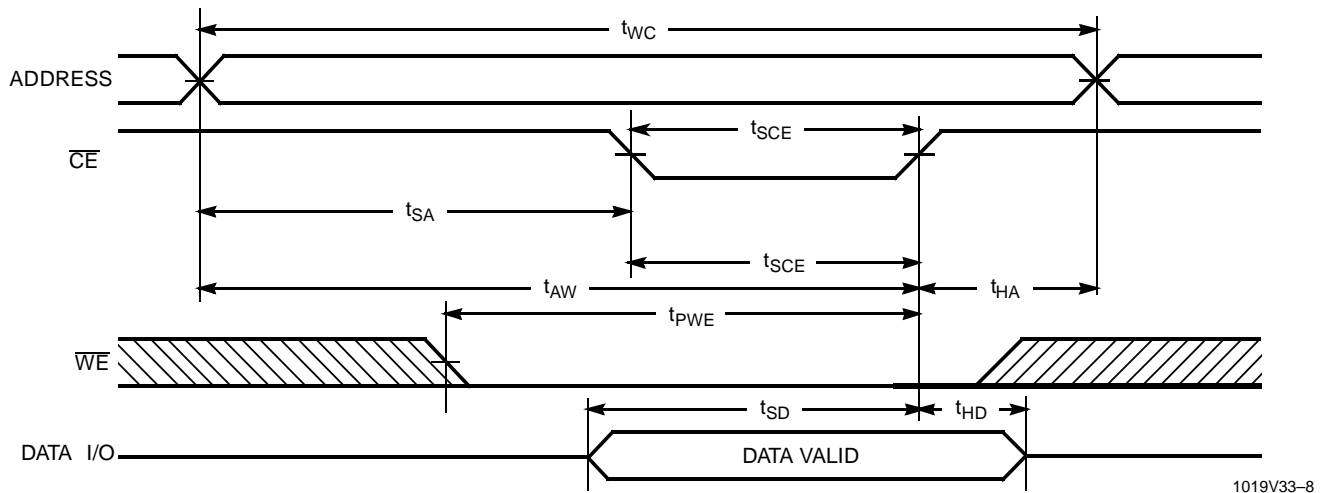 tWC
ADDRESS
tSCE
CE
tSA
tSCE
tAW
tHA
tPWE
WE
tSD
tHD
DATA I/O
DATA VALID
1019V33–8